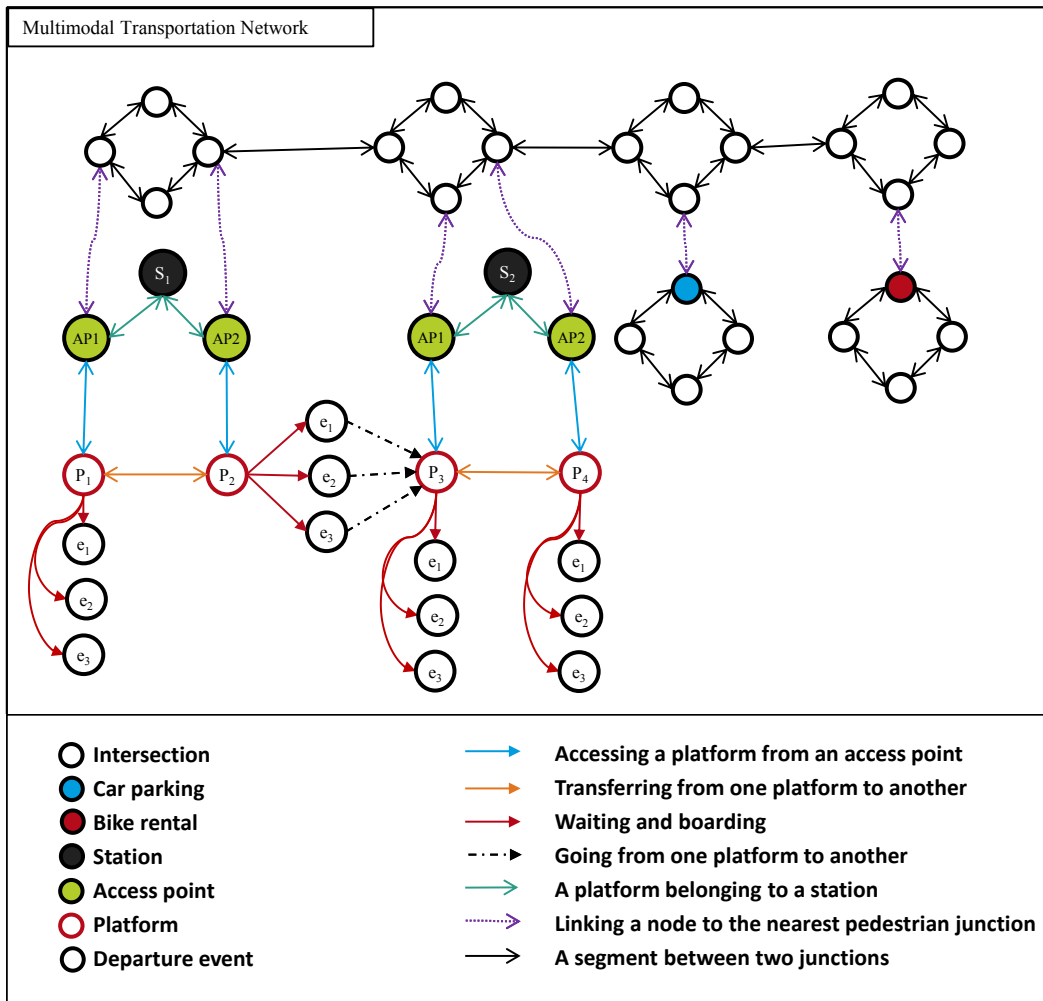 Multimodal Transportation Network
S1
S2
AP1
AP2
AP1
AP2
e1
P1
P2
e2
P3
P4
e3
e1
e1
e1
e2
e2
e2
e3
e3
e3
Intersection
Accessing a platform from an access point
Car parking
Transferring from one platform to another
Bike rental
Waiting and boarding
Station
Going from one platform to another
Access point
A platform belonging to a station
Platform
Linking a node to the nearest pedestrian junction
Departure event
A segment between two junctions